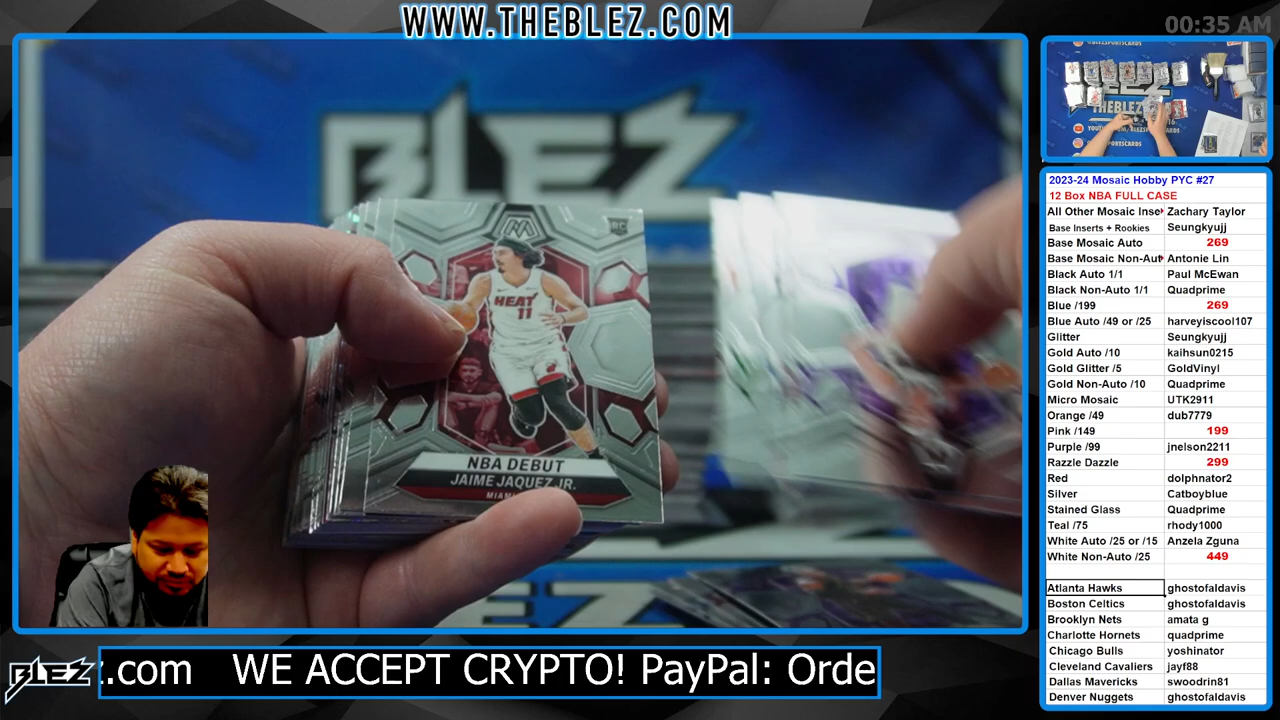 WWW.THEBLEZ.COM
00:35 AM
BLEZ
RC
HEAT
11
NBA DEBUT
JAIME JAQUEZ JR.
MIAMI
BLEZ
.com WE ACCEPT CRYPTO! PayPal: Orde
THEBLEZ
2023-24 Mosaic Hobby PYC #27
12 Box NBA FULL CASE
All Other Mosaic Inse Zachary Taylor
Base Inserts + Rookies Seungkyujj
Base Mosaic Auto 269
Base Mosaic Non-Aut Antonie Lin
Black Auto 1/1 Paul McEwan
Black Non-Auto 1/1 Quadprime
Blue /199 269
Blue Auto /49 or /25 harveyiscool107
Glitter Seungkyujj
Gold Auto /10 kaihsun0215
Gold Glitter /5 GoldVinyl
Gold Non-Auto /10 Quadprime
Micro Mosaic UTK2911
Orange /49 dub7779
Pink /149 199
Purple /99 jnelson2211
Razzle Dazzle 299
Red dolphnator2
Silver Catboyblue
Stained Glass Quadprime
Teal /75 rhody1000
White Auto /25 or /15 Anzela Zguna
White Non-Auto /25 449
Atlanta Hawks ghostofaldavis
Boston Celtics ghostofaldavis
Brooklyn Nets amata g
Charlotte Hornets quadprime
Chicago Bulls yoshinator
Cleveland Cavaliers jayf88
Dallas Mavericks swoodrin81
Denver Nuggets ghostofaldavis